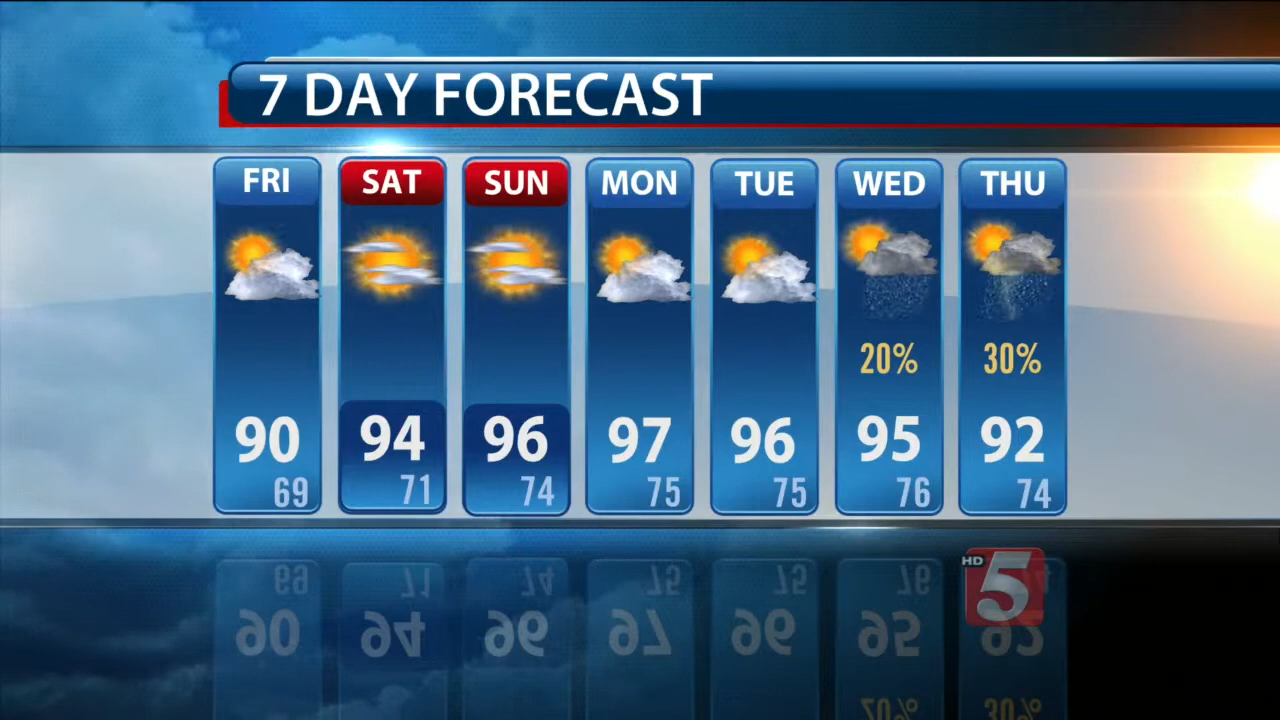 7 DAY FORECAST
FRI SAT SUN MON TUE WED THU
20% 30%
90 94 96 97 96 95 92
69 71 74 75 75 76 74
HD 5